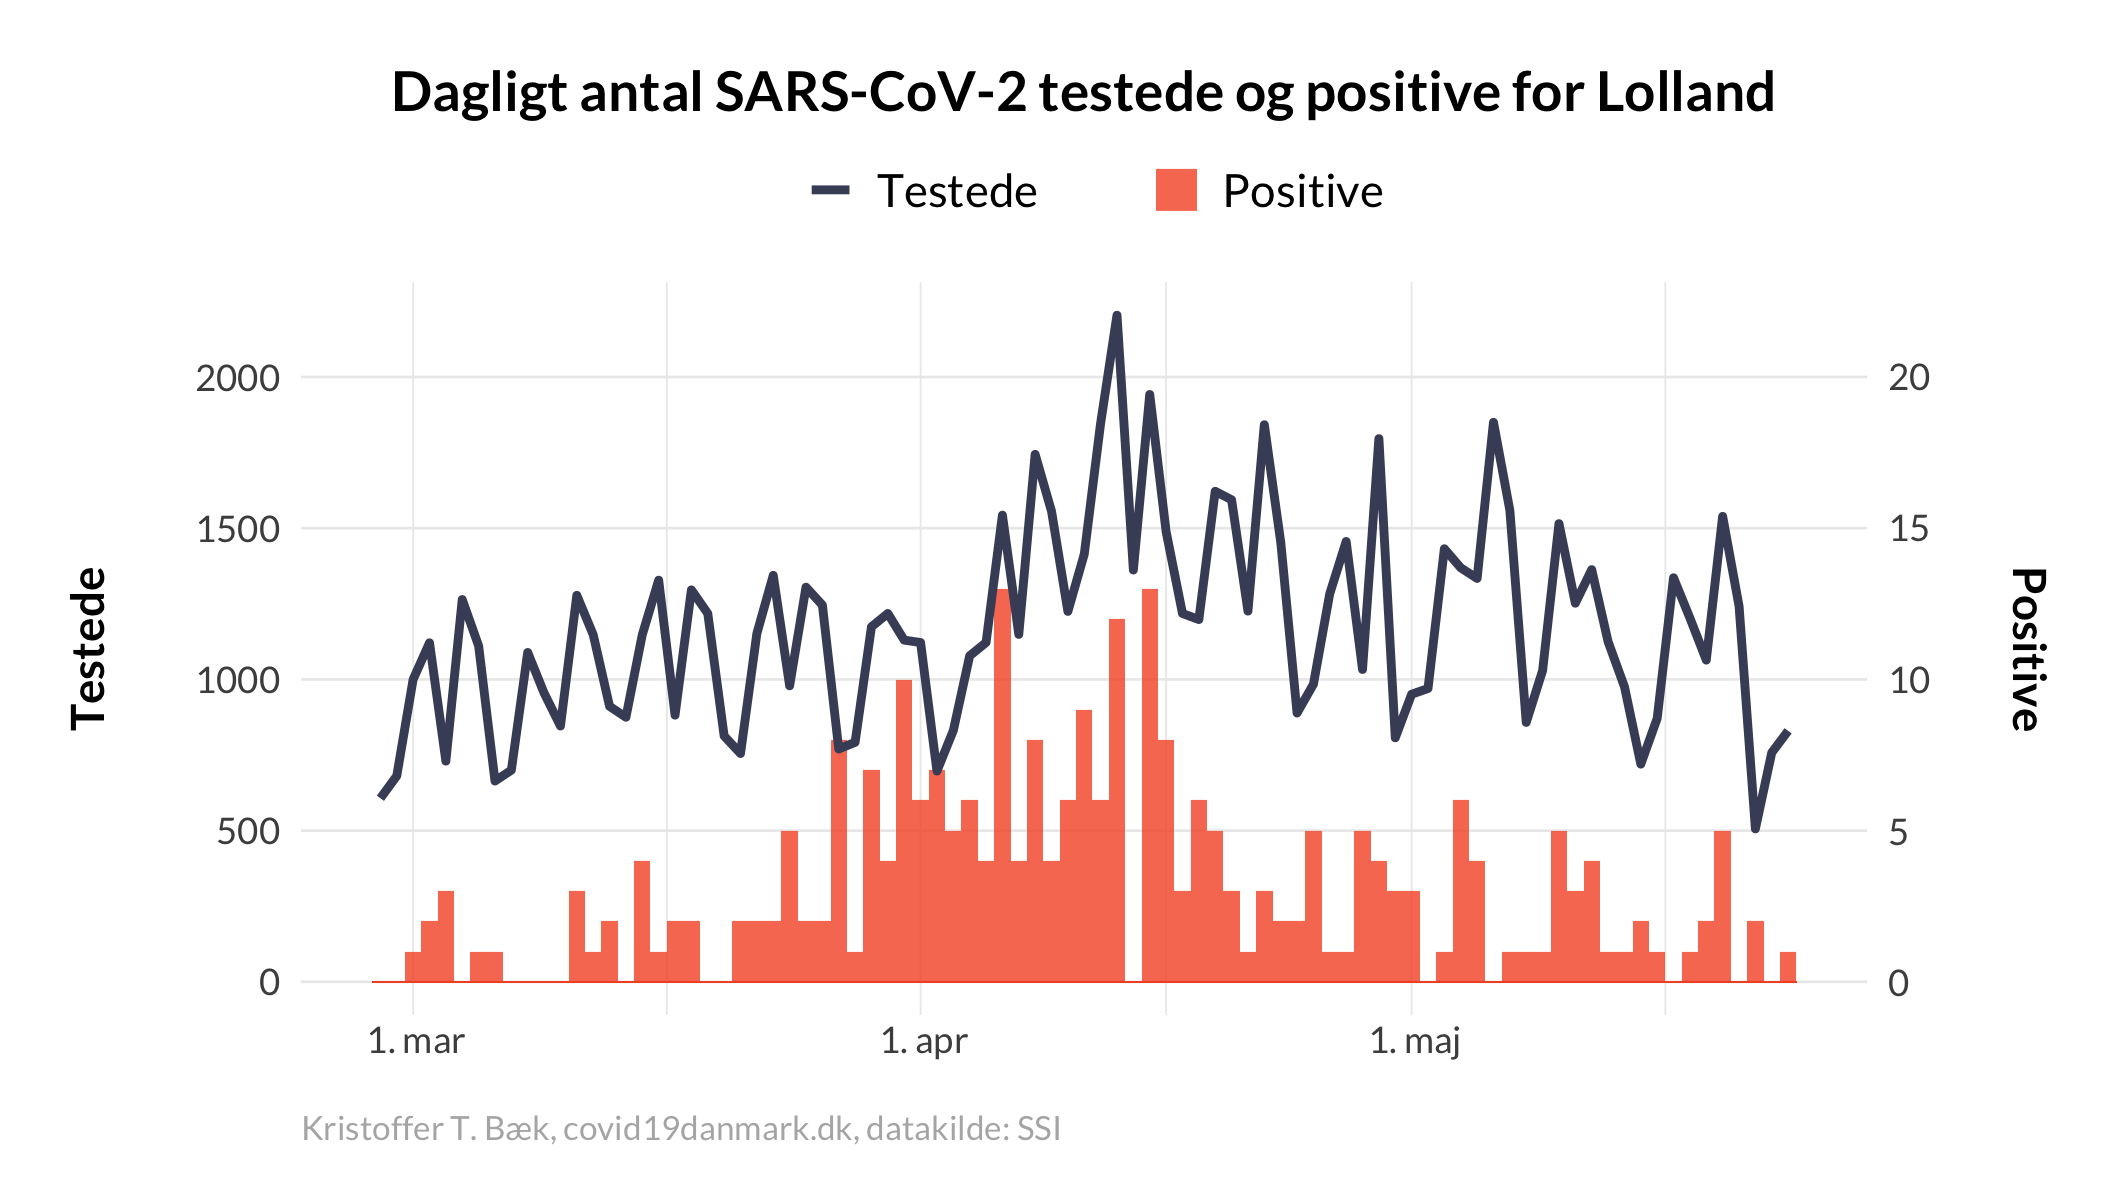 Dagligt antal SARS-CoV-2 testede og positive for Lolland
Testede
Positive
2000
1500
1000
500
0
20
15
10
5
0
Testede
Positive
1. mar
1. apr
1. maj
Kristoffer T. Bæk, covid19danmark.dk, datakilde: SSI